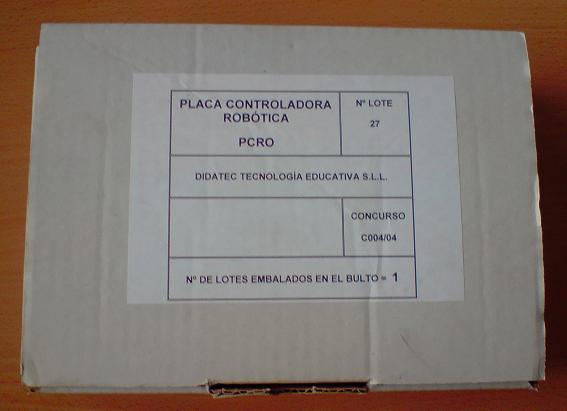 PLACA CONTROLADORA
ROBÓTICA
PCRO
Nº LOTE
27
DIDATEC TECNOLOGÍA EDUCATIVA S.L.L.
CONCURSO
C004/04
Nº DE LOTES EMBALADOS EN EL BULTO = 1